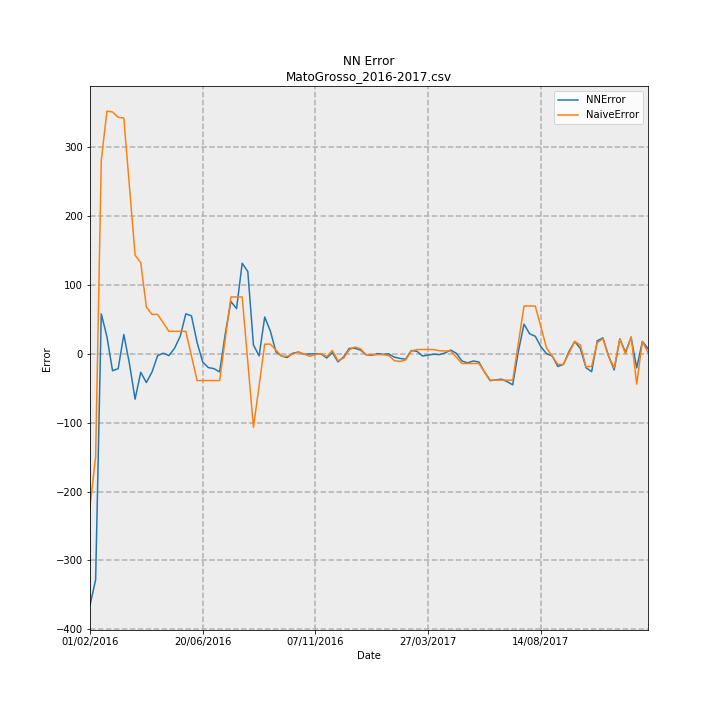 NN Error
MatoGrosso_2016-2017.csv
NNError
NaiveError
300
200
100
0
−100
−200
−300
−400
Error
01/02/2016 20/06/2016 07/11/2016 27/03/2017 14/08/2017
Date